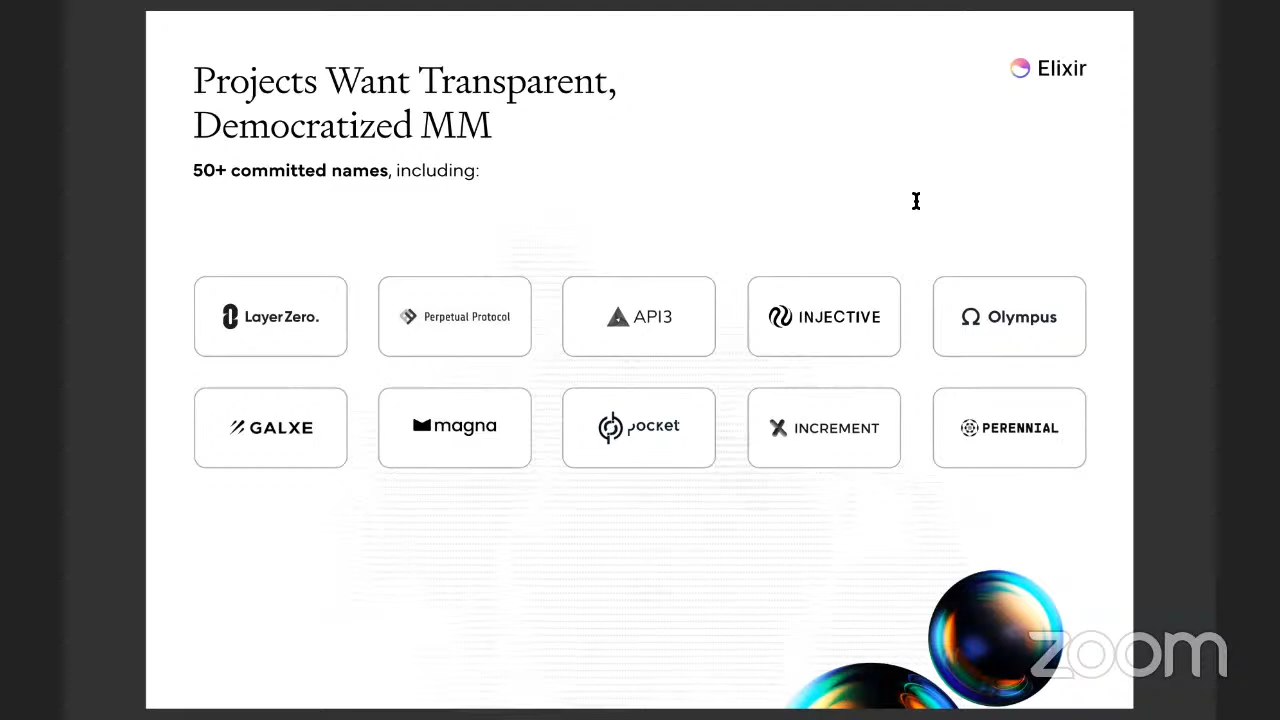 Projects Want Transparent,
Democratized MM
Elixir
50+ committed names, including:
LayerZero.
Perpetual Protocol
API3
INJECTIVE
Olympus
GALXE
magna
pocket
INCREMENT
PERENNIAL
zoom